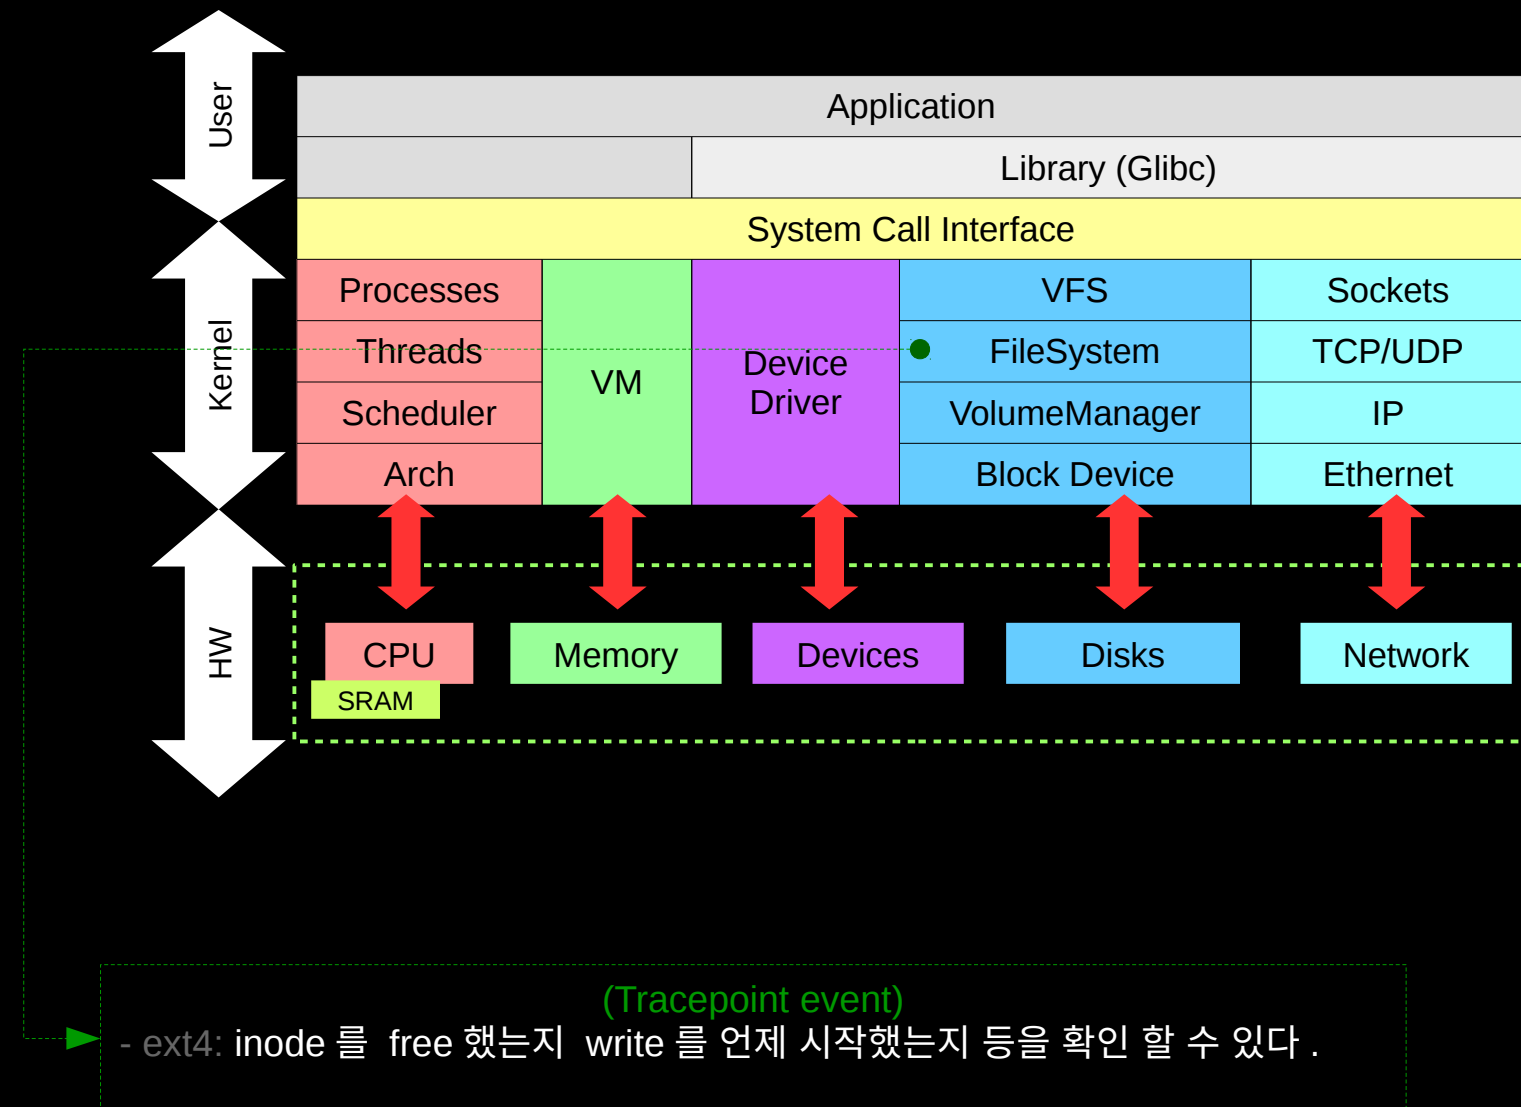 User
Application
Library (Glibc)
System Call Interface
Kernel
Processes
Threads
Scheduler
Arch
VM
Device
Driver
VFS
FileSystem
VolumeManager
Block Device
Sockets
TCP/UDP
IP
Ethernet
HW
CPU
SRAM
Memory
Devices
Disks
Network
(Tracepoint event)
- ext4: inode 를 free 했는지 write 를 언제 시작했는지 등을 확인 할 수 있다 .